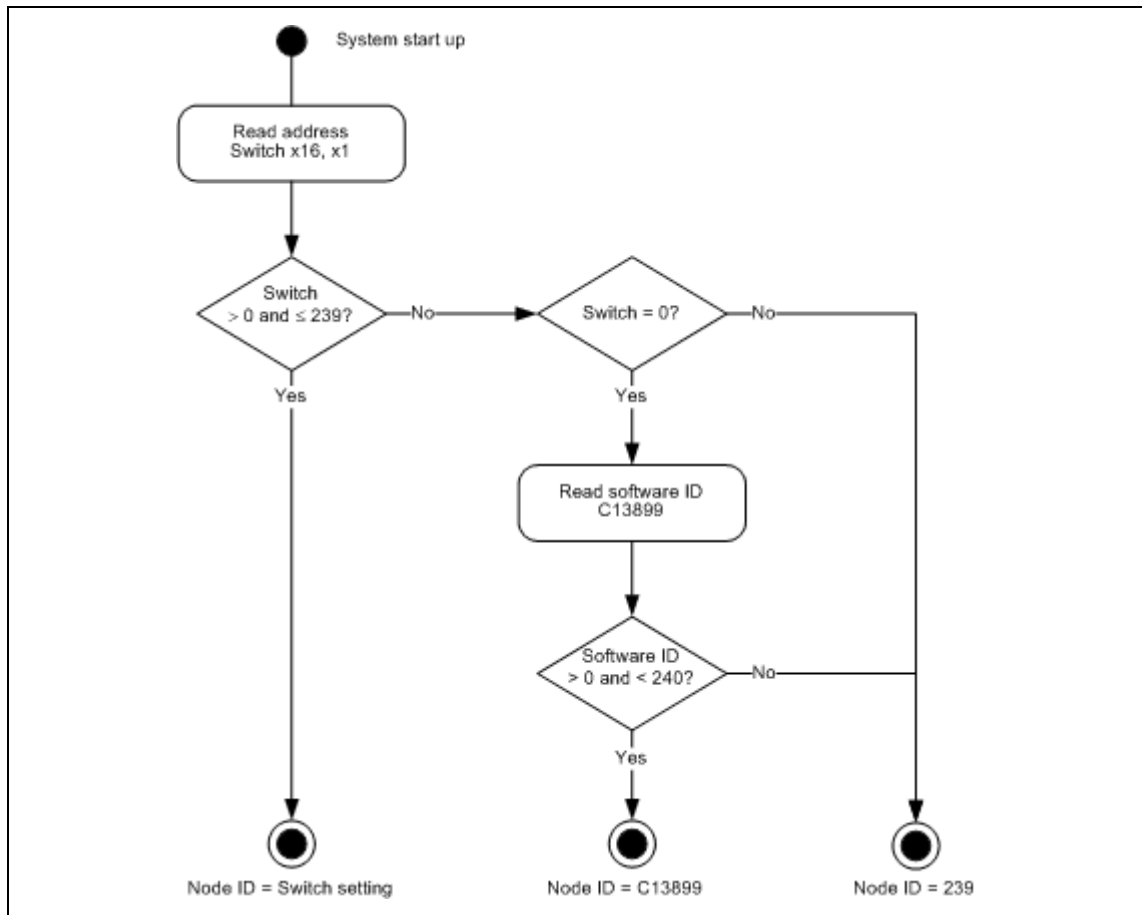 System start up
Read address
Switch x16, x1
Switch
> 0 and ≤ 239?
No
Switch = 0?
No
Yes
Yes
Read software ID
C13899
Software ID
> 0 and < 240?
No
Yes
Node ID = Switch setting
Node ID = C13899
Node ID = 239